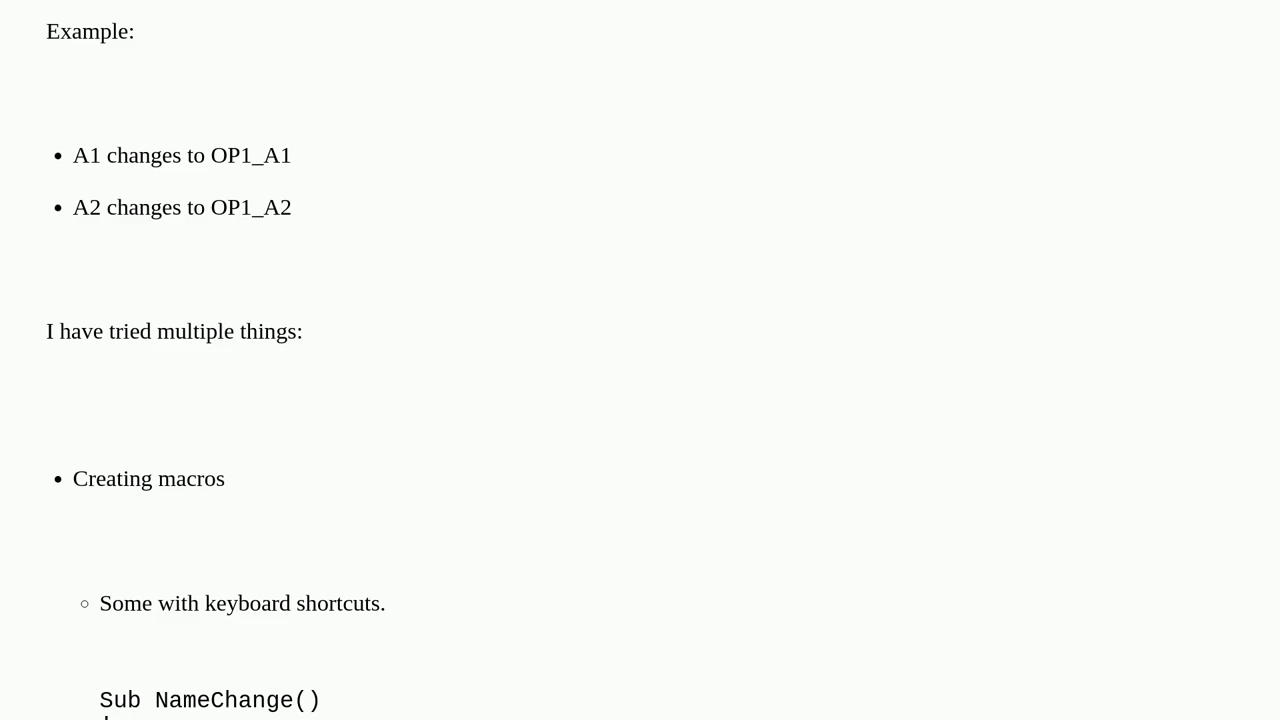 Example:
A1 changes to OP1_A1
A2 changes to OP1_A2
I have tried multiple things:
Creating macros
Some with keyboard shortcuts.
Sub NameChange()